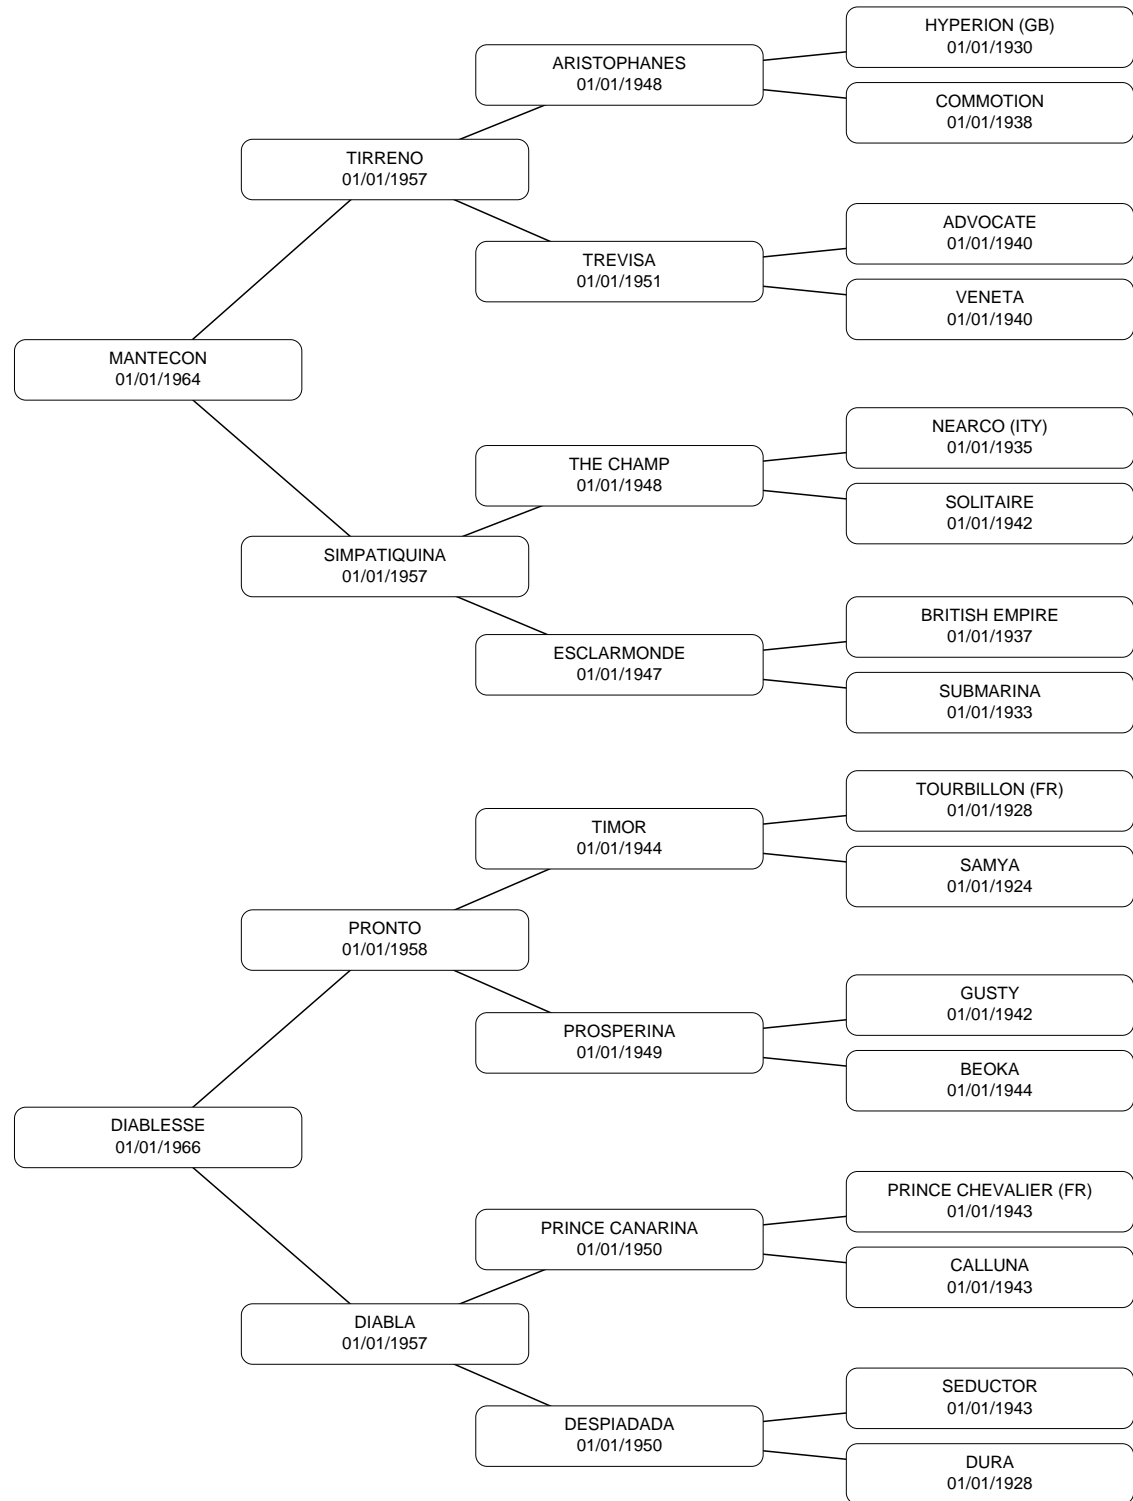 HYPERION (GB)
01/01/1930
ARISTOPHANES
01/01/1948
COMMOTION
01/01/1938
TIRRENO
01/01/1957
ADVOCATE
01/01/1940
TREVISA
01/01/1951
VENETA
01/01/1940
MANTECON
01/01/1964
NEARCO (ITY)
01/01/1935
THE CHAMP
01/01/1948
SOLITAIRE
01/01/1942
SIMPATIQUINA
01/01/1957
BRITISH EMPIRE
01/01/1937
ESCLARMONDE
01/01/1947
SUBMARINA
01/01/1933
TOURBILLON (FR)
01/01/1928
TIMOR
01/01/1944
SAMYA
01/01/1924
PRONTO
01/01/1958
GUSTY
01/01/1942
PROSPERINA
01/01/1949
BEOKA
01/01/1944
DIABLESSE
01/01/1966
PRINCE CHEVALIER (FR)
01/01/1943
PRINCE CANARINA
01/01/1950
CALLUNA
01/01/1943
DIABLA
01/01/1957
SEDUCTOR
01/01/1943
DESPIADADA
01/01/1950
DURA
01/01/1928